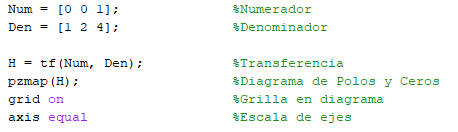 Num = [0 0 1]; %Numerador
Den = [1 2 4]; %Denominador
H = tf(Num, Den); %Transferencia
pzmap(H); %Diagrama de Polos y Ceros
grid on %Grilla en diagrama
axis equal %Escala de ejes